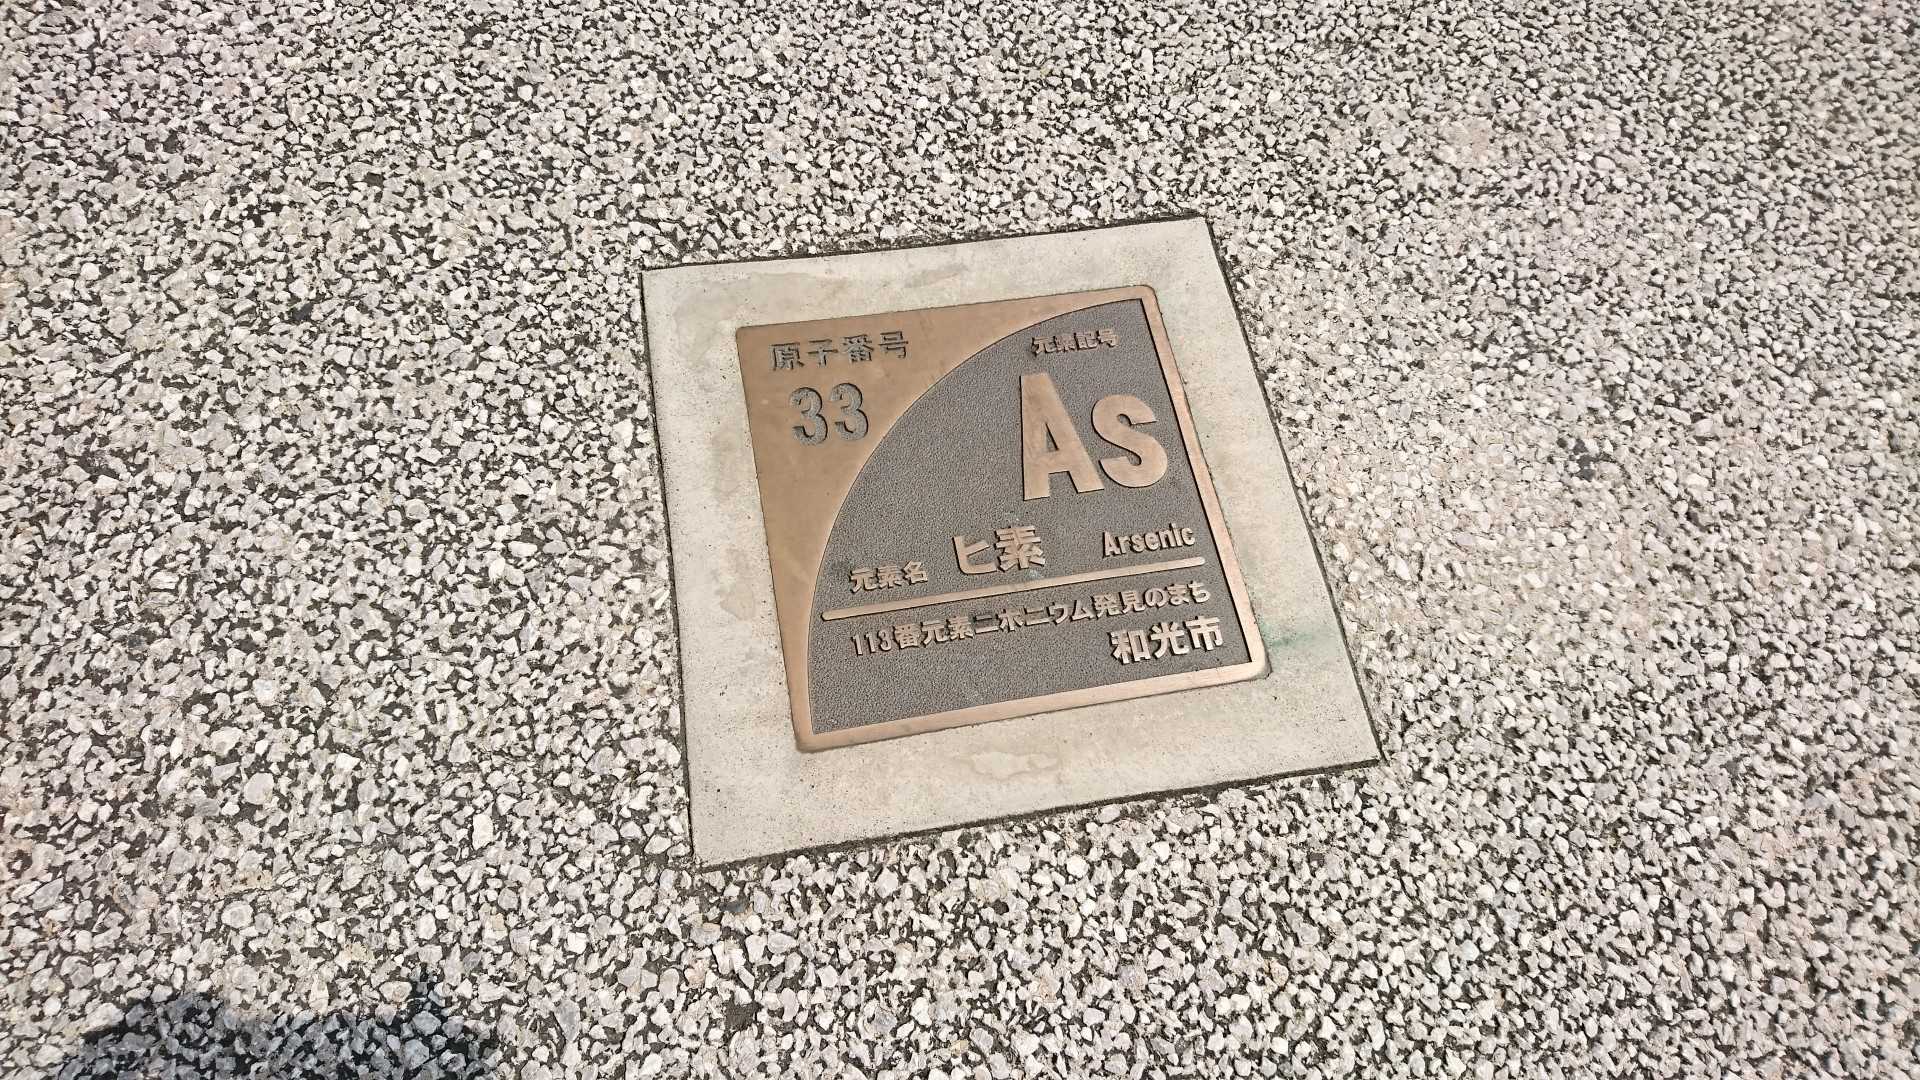 原子番号
33
元素記号
As
元素名 ヒ素 Arsenic
113番元素ニホニウム発見のまち
和光市